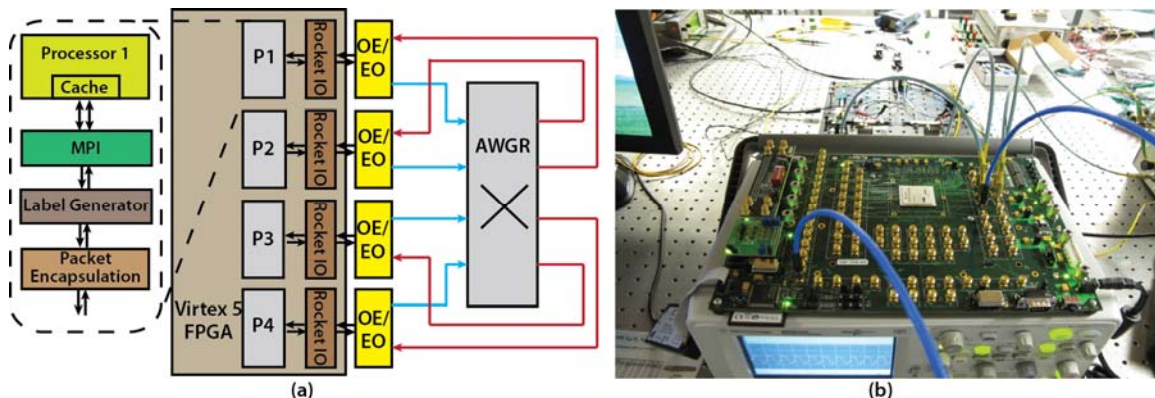 Processor 1
Cache
MPI
Label Generator
Packet
Encapsulation
P1
Rocket IO
OE/
EO
P2
Rocket IO
OE/
EO
P3
Rocket IO
OE/
EO
P4
Rocket IO
OE/
EO
Virtex 5
FPGA
AWGR
(a)
(b)